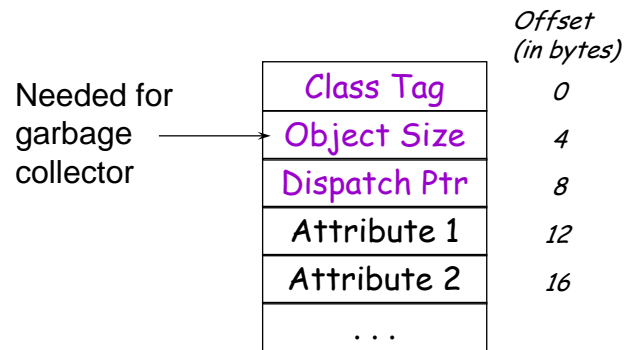 Offset
(in bytes)
Class Tag 0
Needed for
garbage
collector
Object Size 4
Dispatch Ptr 8
Attribute 1 12
Attribute 2 16
. . .